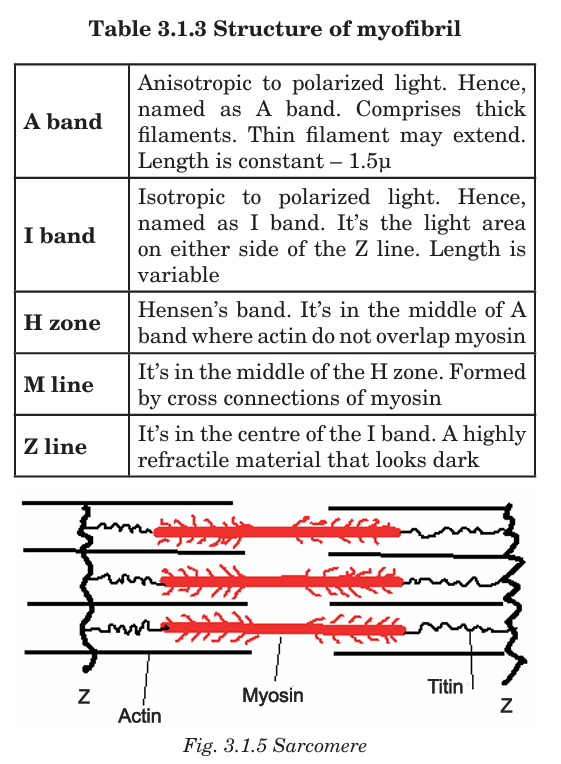 Table 3.1.3 Structure of myofibril
A band
Anisotropic to polarized light. Hence,
named as A band. Comprises thick
filaments. Thin filament may extend.
Length is constant – 1.5μ
I band
Isotropic to polarized light. Hence,
named as I band. It’s the light area
on either side of the Z line. Length is
variable
H zone
Hensen’s band. It’s in the middle of A
band where actin do not overlap myosin
M line
It’s in the middle of the H zone. Formed
by cross connections of myosin
Z line
It’s in the centre of the I band. A highly
refractile material that looks dark
Z
Actin
Myosin
Titin
Z
Fig. 3.1.5 Sarcomere